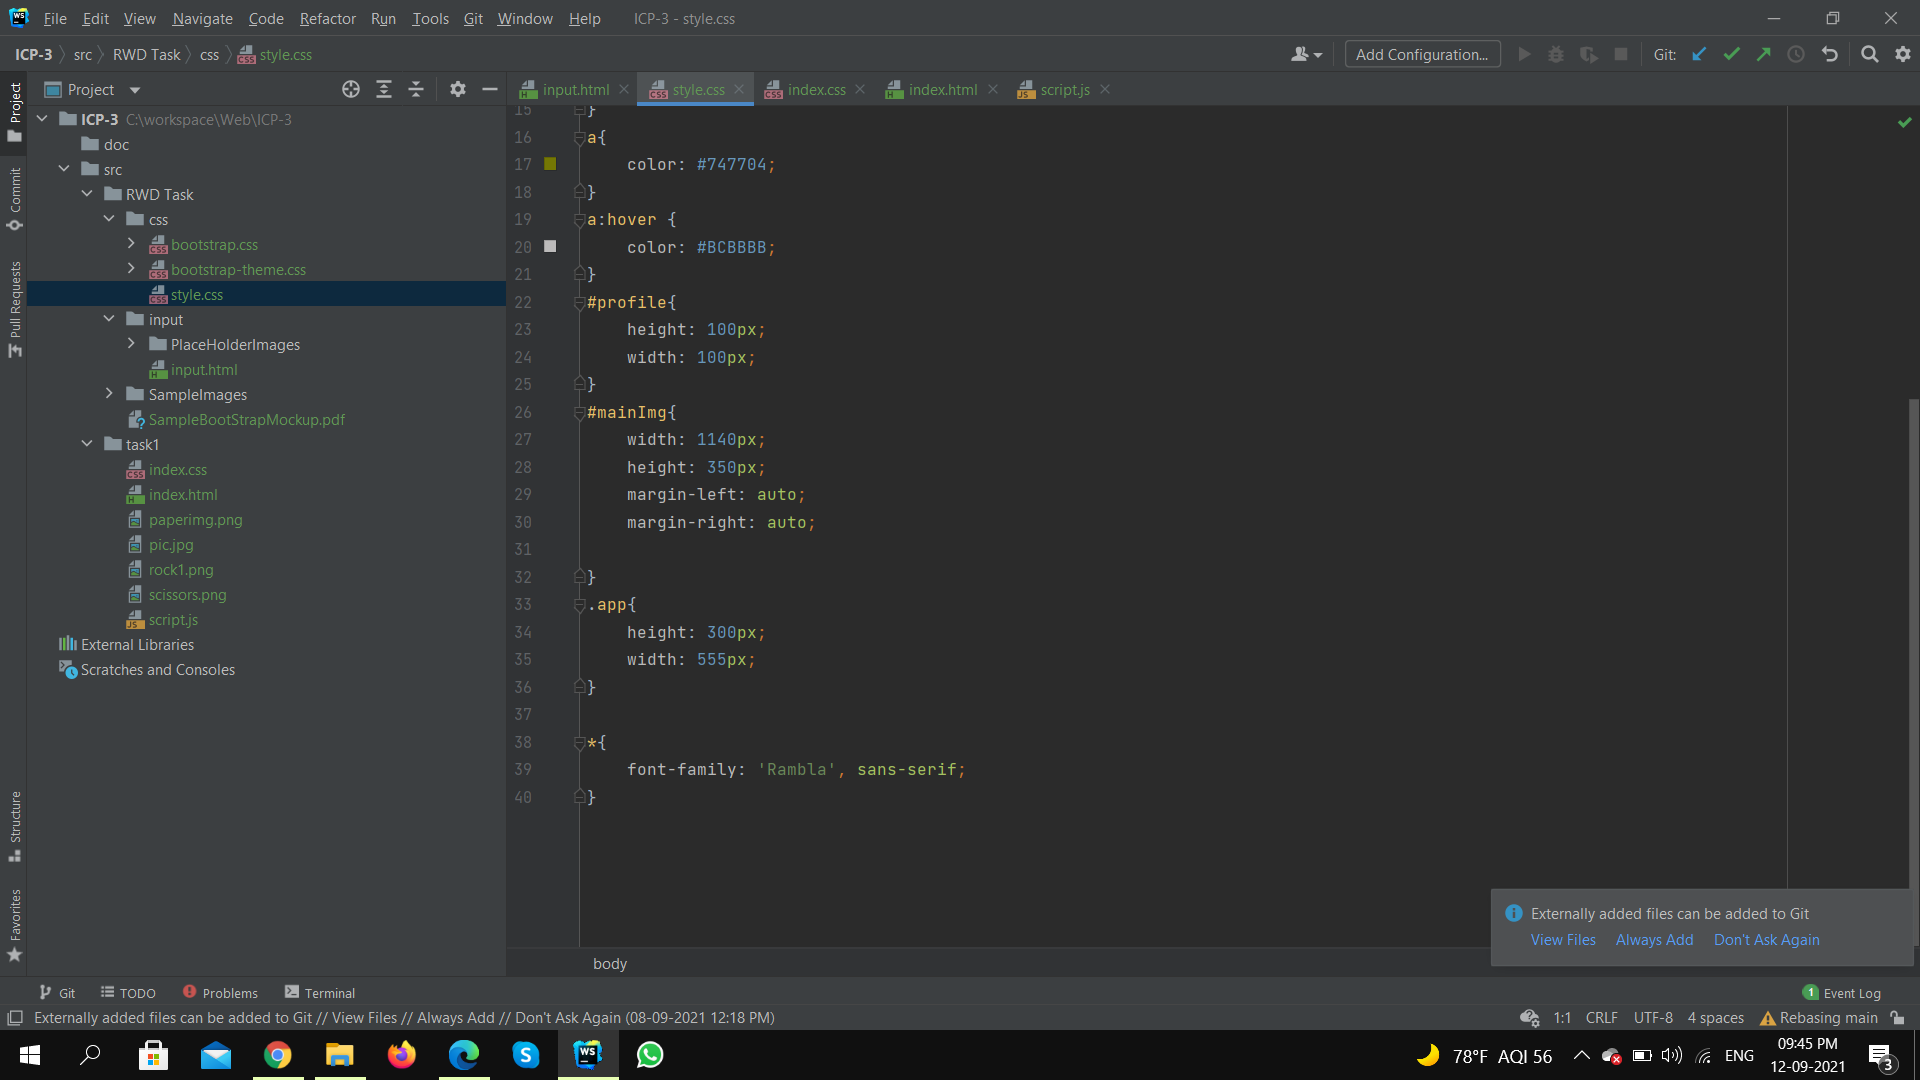 File Edit View Navigate Code Refactor Run Tools Git Window Help ICP-3 - style.css
ICP-3 src RWD Task css style.css Add Configuration... Git:
Project input.html style.css index.css index.html script.js
Project
Commit
Pull Requests
Structure
Favorites
ICP-3 C:\workspace\Web\ICP-3
doc
src
RWD Task
css
bootstrap.css
bootstrap-theme.css
style.css
input
PlaceHolderImages
input.html
SampleImages
SampleBootStrapMockup.pdf
task1
index.css
index.html
paperimg.png
pic.jpg
rock1.png
scissors.png
script.js
External Libraries
Scratches and Consoles
15 }
16 a{
17 color: #747704;
18 }
19 a:hover {
20 color: #BCBBBB;
21 }
22 #profile{
23 height: 100px;
24 width: 100px;
25 }
26 #mainImg{
27 width: 1140px;
28 height: 350px;
29 margin-left: auto;
30 margin-right: auto;
31
32 }
33 .app{
34 height: 300px;
35 width: 555px;
36 }
37
38 *{
39 font-family: 'Rambla', sans-serif;
40 }
Externally added files can be added to Git
View Files Always Add Don't Ask Again
body
Git TODO Problems Terminal 1 Event Log
Externally added files can be added to Git // View Files // Always Add // Don't Ask Again (08-09-2021 12:18 PM) 1:1 CRLF UTF-8 4 spaces Rebasing main
78°F AQI 56 ENG 09:45 PM
12-09-2021 3